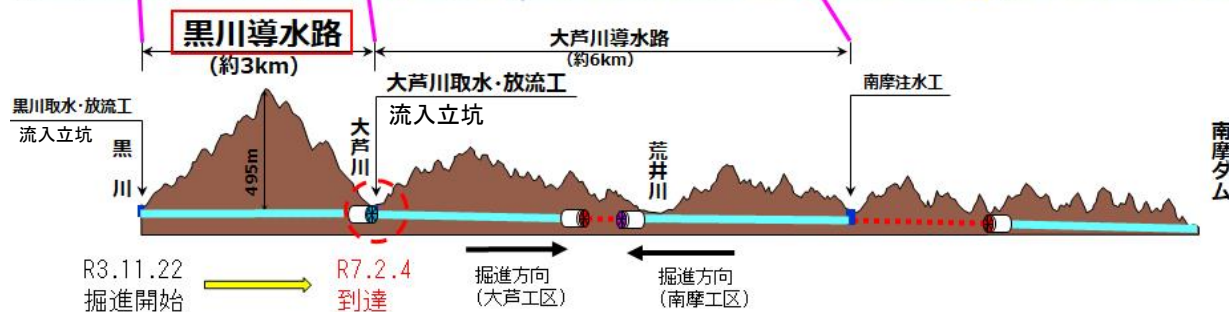 黒川導水路
(約3km)
大芦川導水路
(約6km)
黒川取水・放流工
流入立坑
大芦川取水・放流工
流入立坑
南摩注水工
黒川
495m
大芦川
荒井川
南摩ダム
R3.11.22
掘進開始
R7.2.4
到達
掘進方向
(大芦工区)
掘進方向
(南摩工区)